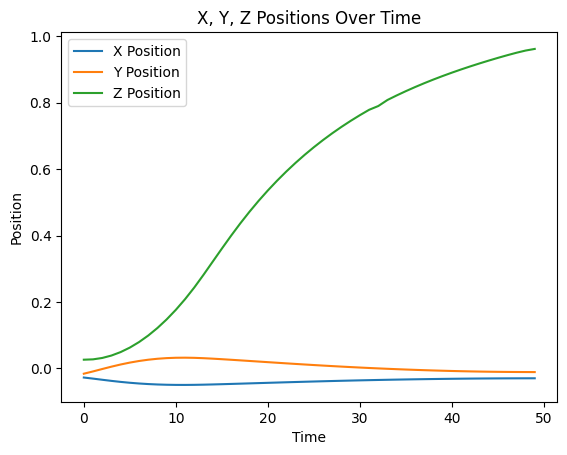 X, Y, Z Positions Over Time
X Position
Y Position
Z Position
Position
1.0
0.8
0.6
0.4
0.2
0.0
0 10 20 30 40 50
Time